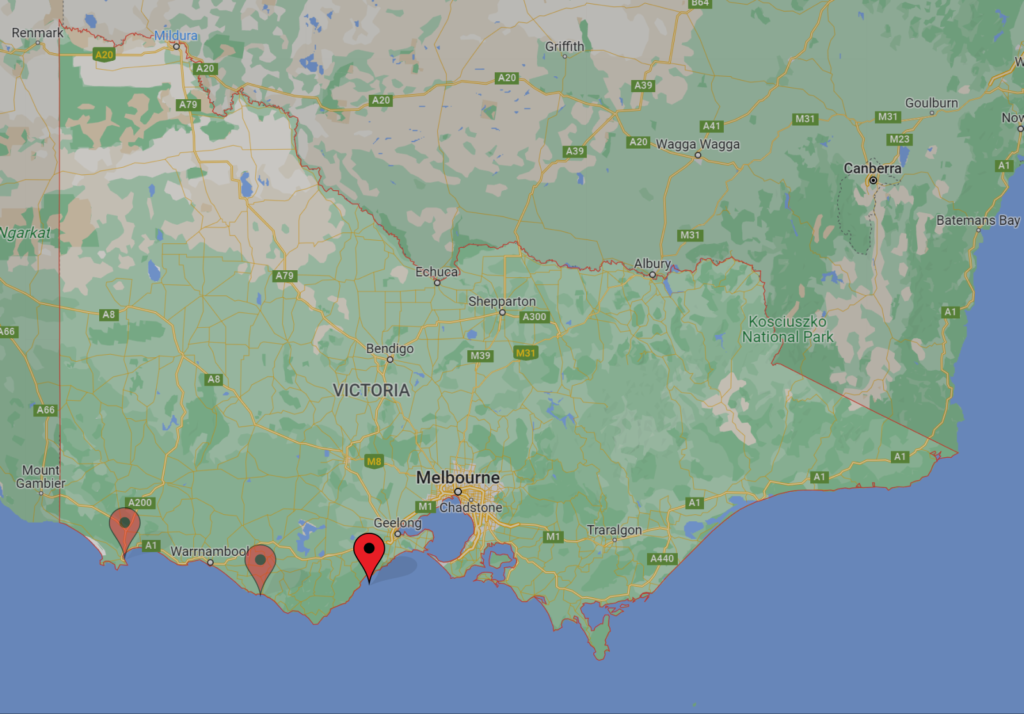 B64
Renmark
Mildura
Griffith
A20
A20
A20
A20
A39
A79
Goulburn
M31
M31
A41
M23
A20
Wagga Wagga
A39
Canberra
A1
Batemans Bay
Ngarkat
M31
Albury
Echuca
A79
Shepparton
A300
A8
A1
Kosciuszko
National Park
A66
Bendigo
M39
M31
VICTORIA
A8
A66
M8
A1
Mount
Gambier
Melbourne
A1
A200
M1
Chadstone
A1
Geelong
Traralgon
M1
A1
Warrnambool
A440